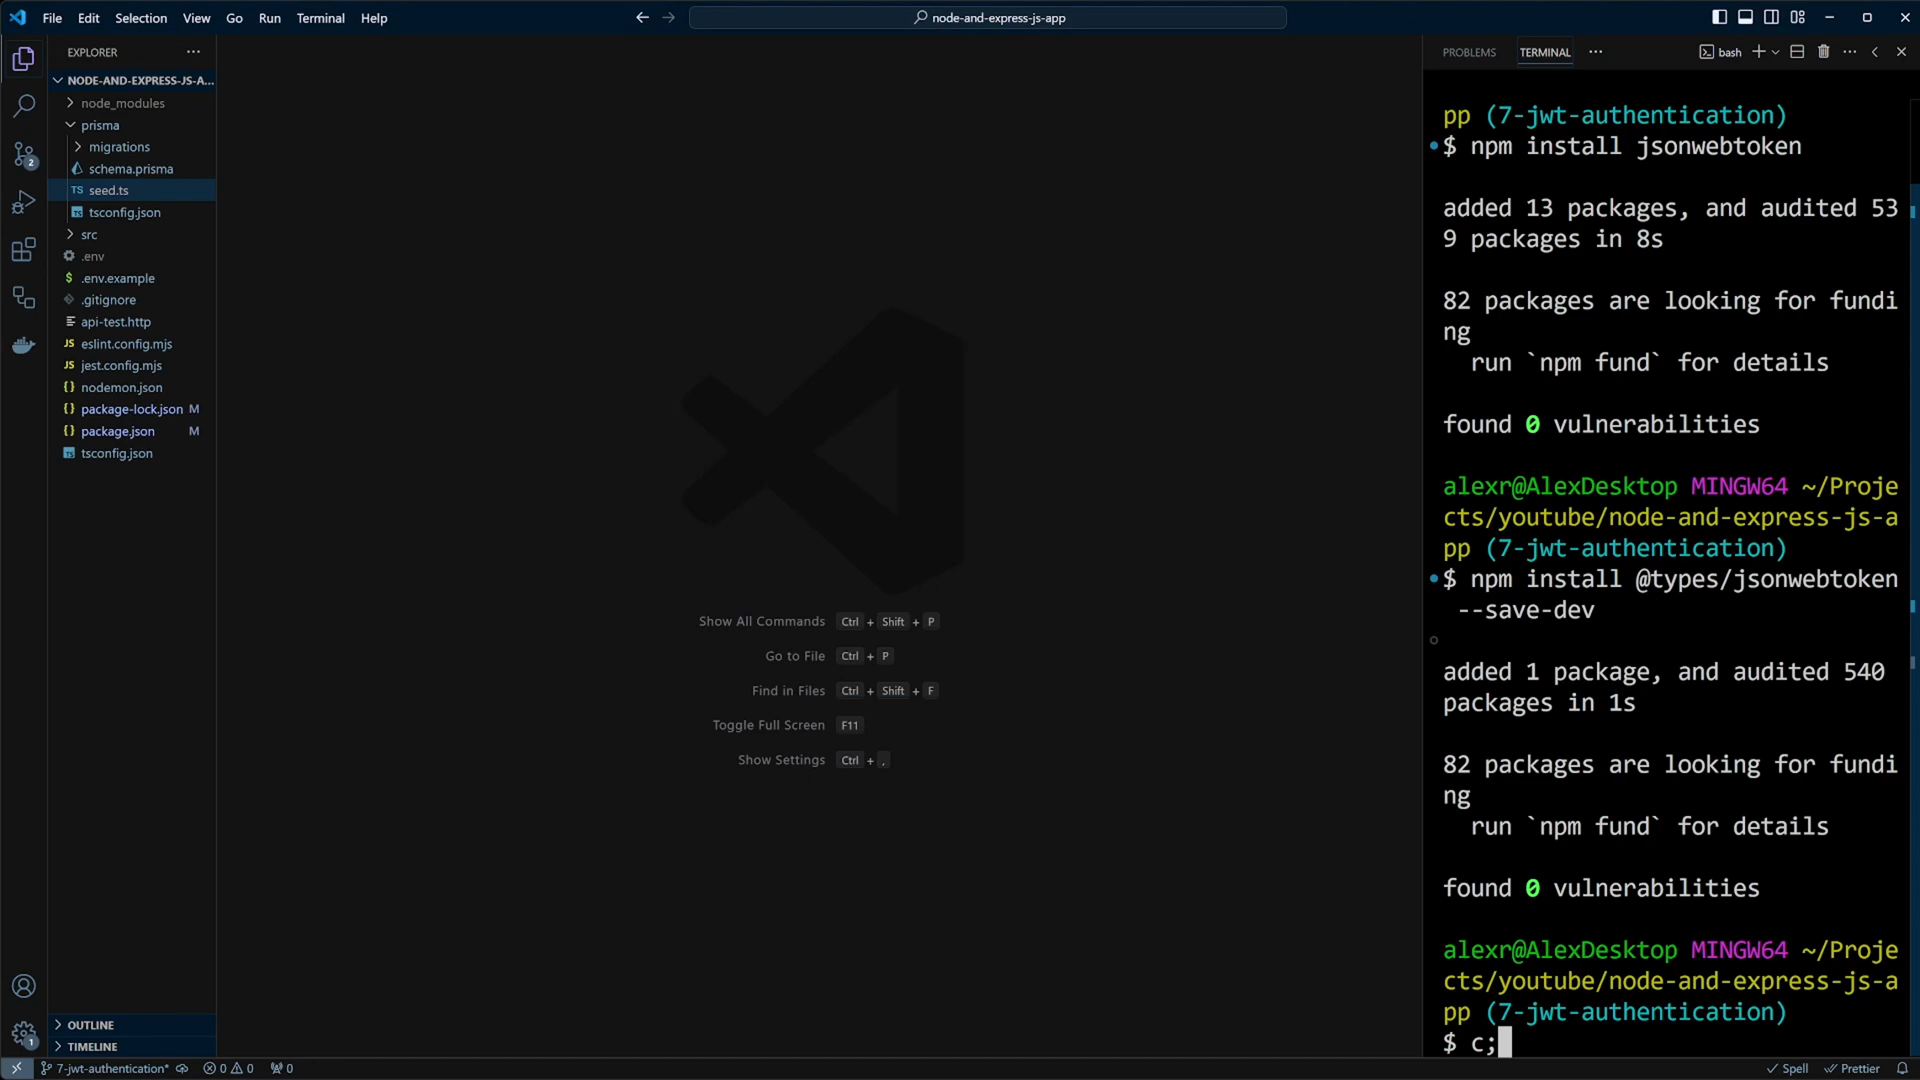 File Edit Selection View Go Run Terminal Help
node-and-express-js-app
EXPLORER
NODE-AND-EXPRESS-JS-A...
node_modules
prisma
migrations
schema.prisma
TS seed.ts
tsconfig.json
src
.env
$ .env.example
.gitignore
api-test.http
JS eslint.config.mjs
JS jest.config.mjs
{} nodemon.json
{} package-lock.json M
{} package.json M
tsconfig.json
OUTLINE
TIMELINE
2
1
Show All Commands Ctrl + Shift + P
Go to File Ctrl + P
Find in Files Ctrl + Shift + F
Toggle Full Screen F11
Show Settings Ctrl + ,
PROBLEMS TERMINAL bash
pp (7-jwt-authentication)
$ npm install jsonwebtoken
added 13 packages, and audited 53
9 packages in 8s
82 packages are looking for fundi
ng
run `npm fund` for details
found 0 vulnerabilities
alexr@AlexDesktop MINGW64 ~/Proje
cts/youtube/node-and-express-js-a
pp (7-jwt-authentication)
$ npm install @types/jsonwebtoken
--save-dev
added 1 package, and audited 540
packages in 1s
82 packages are looking for fundi
ng
run `npm fund` for details
found 0 vulnerabilities
alexr@AlexDesktop MINGW64 ~/Proje
cts/youtube/node-and-express-js-a
pp (7-jwt-authentication)
$ c;
7-jwt-authentication* 0 0 0 Spell Prettier